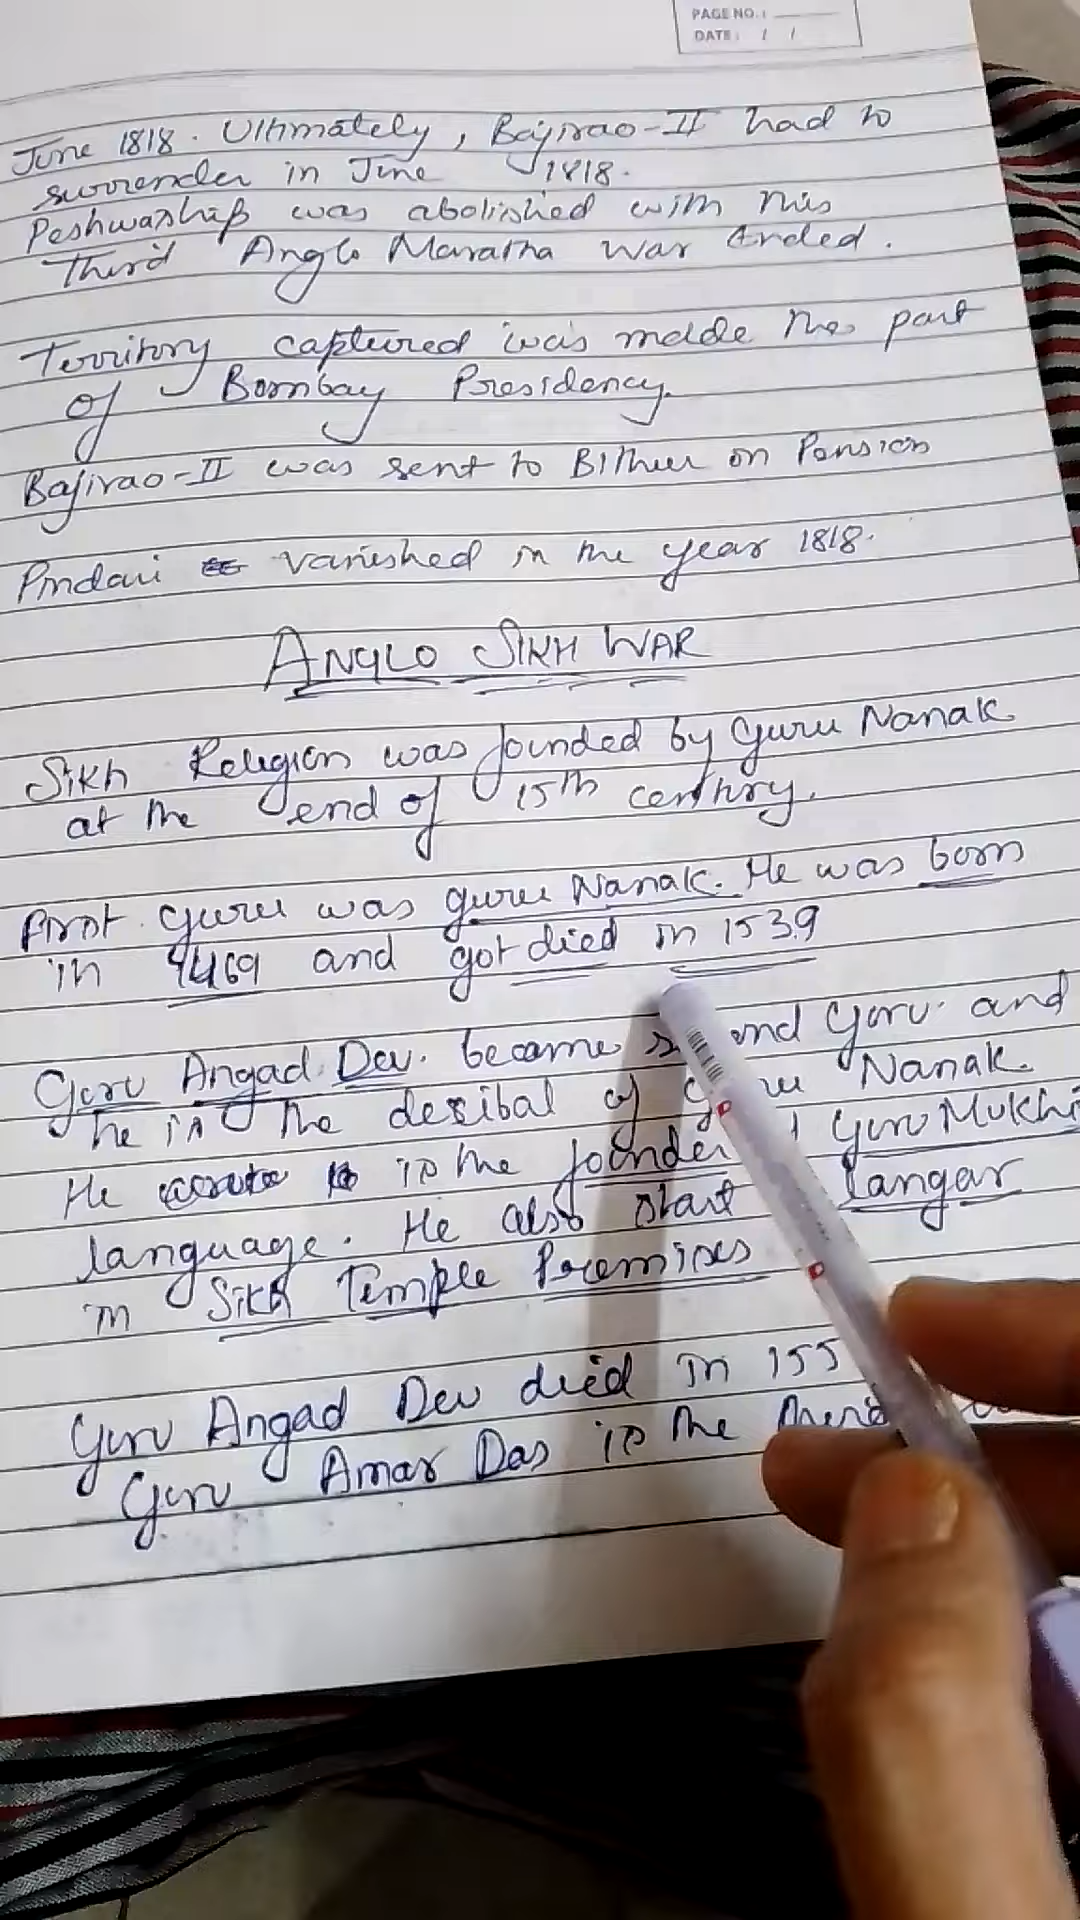 PAGE NO. :
DATE : / /
June 1818. Ultimately, Bajirao-II had to
surrender in June 1818.
Peshwaship was abolished with this
Third Anglo Maratha War Ended.
Territory captured was made the part
of Bombay Presidency.
Bajirao-II was sent to Bithur on Pension
Pindari vanished in the year 1818.
ANGLO SIKH WAR
Sikh Religion was founded by Guru Nanak
at the end of 15th century.
First Guru was guru Nanak. He was born
in 1469 and got died in 1539
Guru Angad Dev. became Guru and
he is the desibal of Nanak.
He is the founder Guru Mukhi
language. He also start langar
in Sikh Temple Premises
Guru Angad Dev died in 155
Guru Amar Das is the